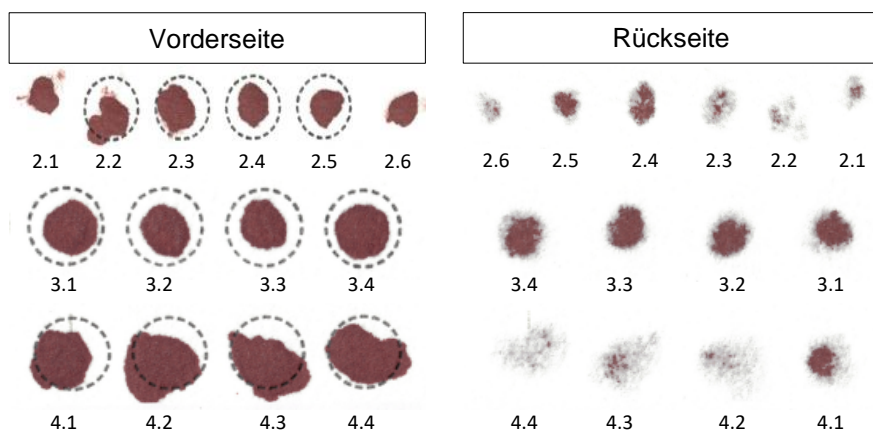 Vorderseite
Rückseite
2.1 2.2 2.3 2.4 2.5 2.6
2.6 2.5 2.4 2.3 2.2 2.1
3.1 3.2 3.3 3.4
3.4 3.3 3.2 3.1
4.1 4.2 4.3 4.4
4.4 4.3 4.2 4.1